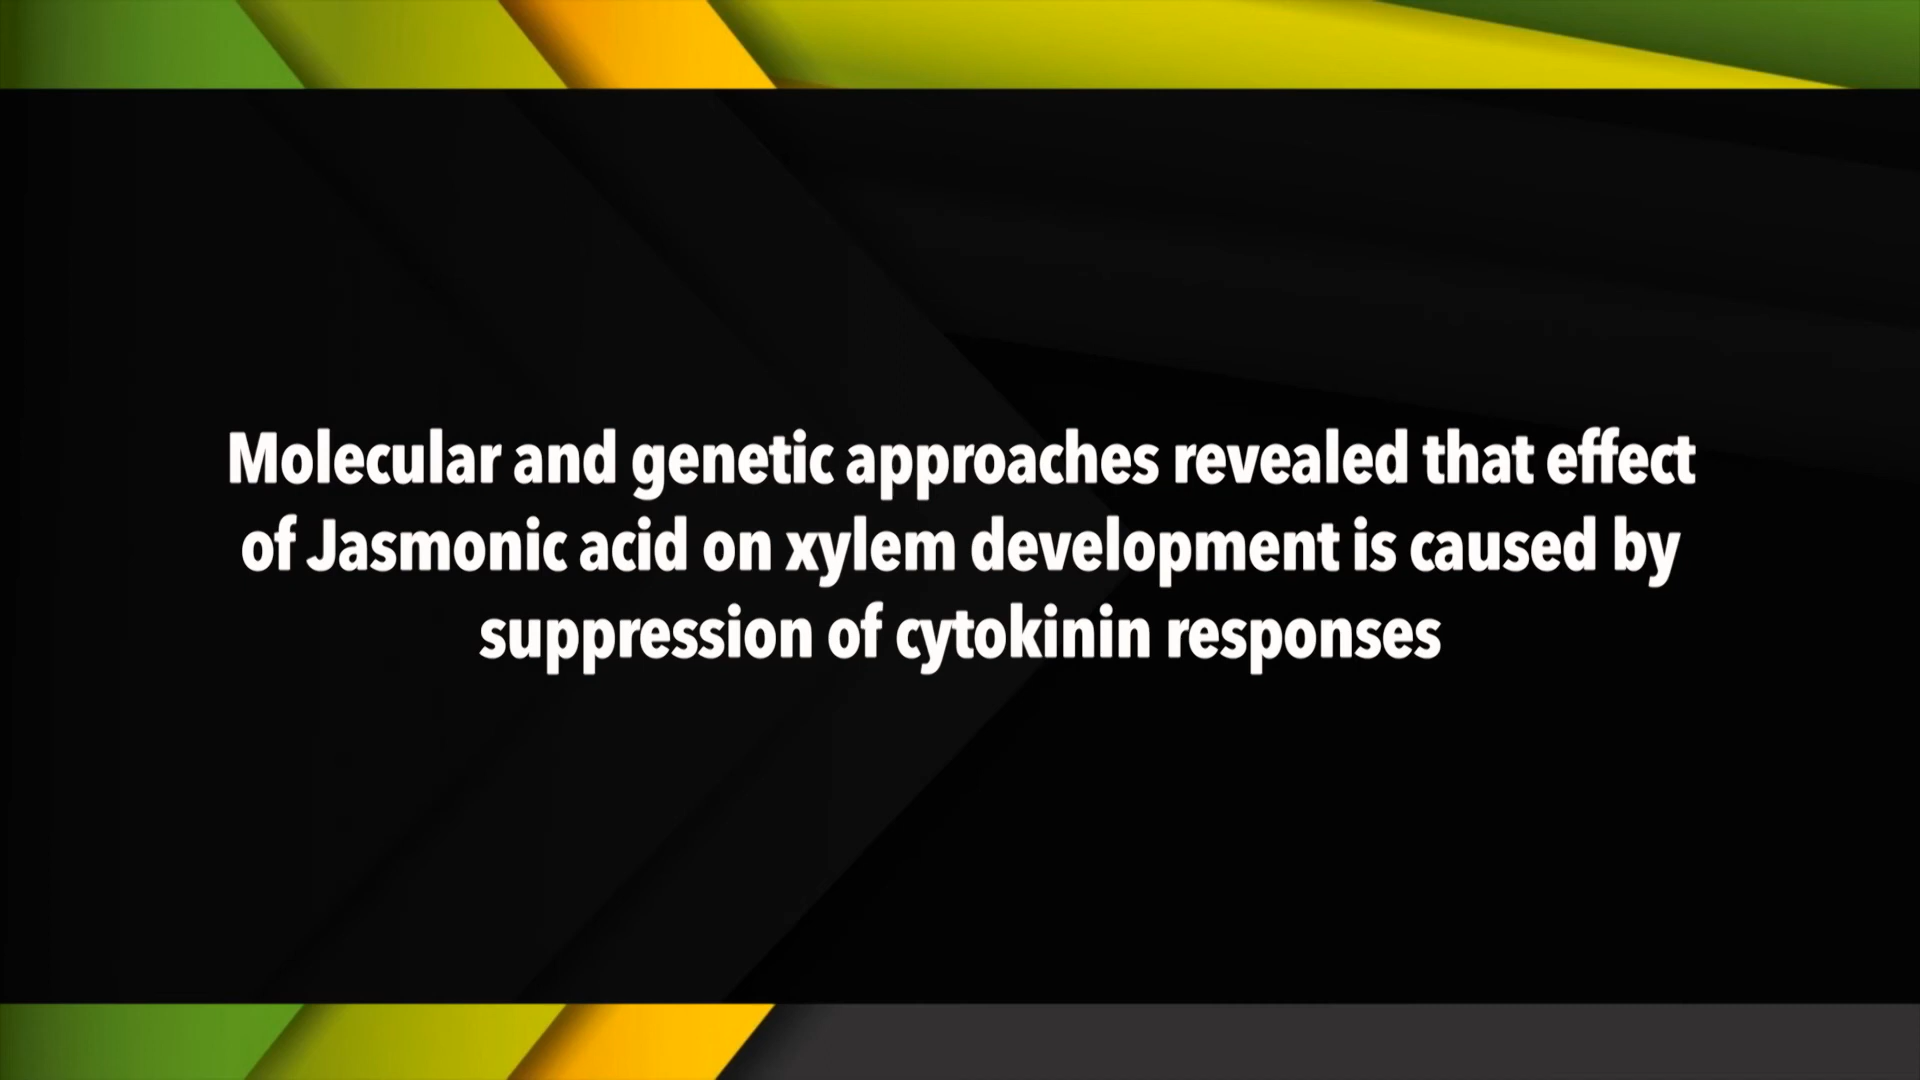 Molecular and genetic approaches revealed that effect
of Jasmonic acid on xylem development is caused by
suppression of cytokinin responses